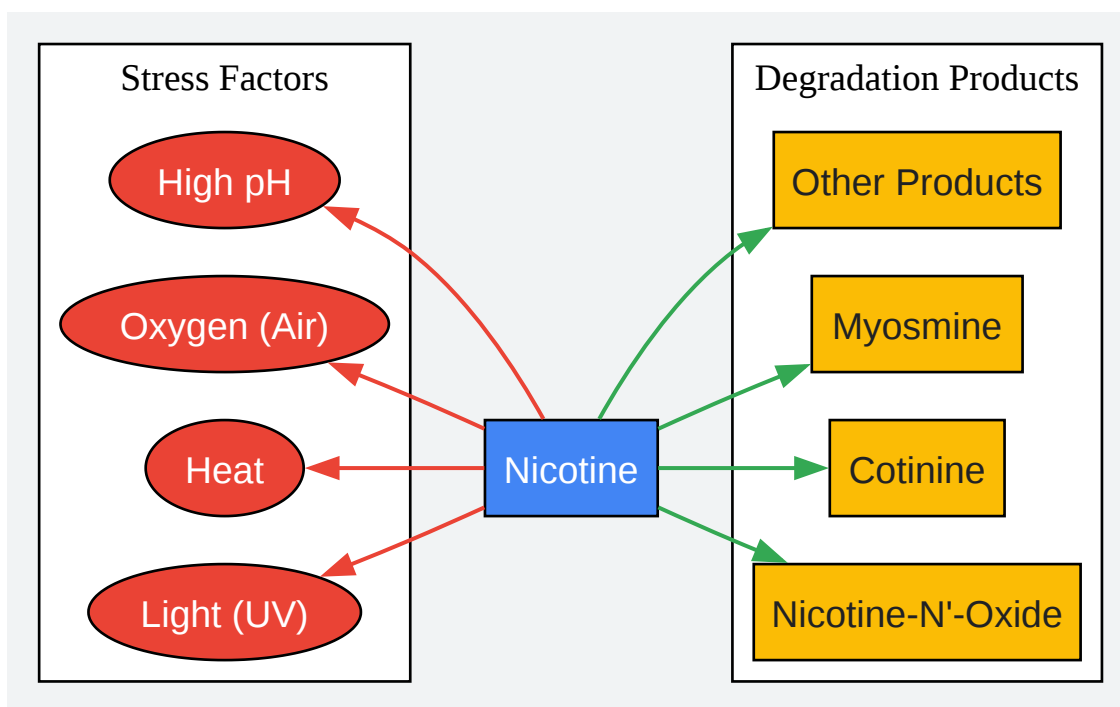 Stress Factors
High pH
Oxygen (Air)
Heat
Light (UV)
Nicotine
Degradation Products
Other Products
Myosmine
Cotinine
Nicotine-N'-Oxide